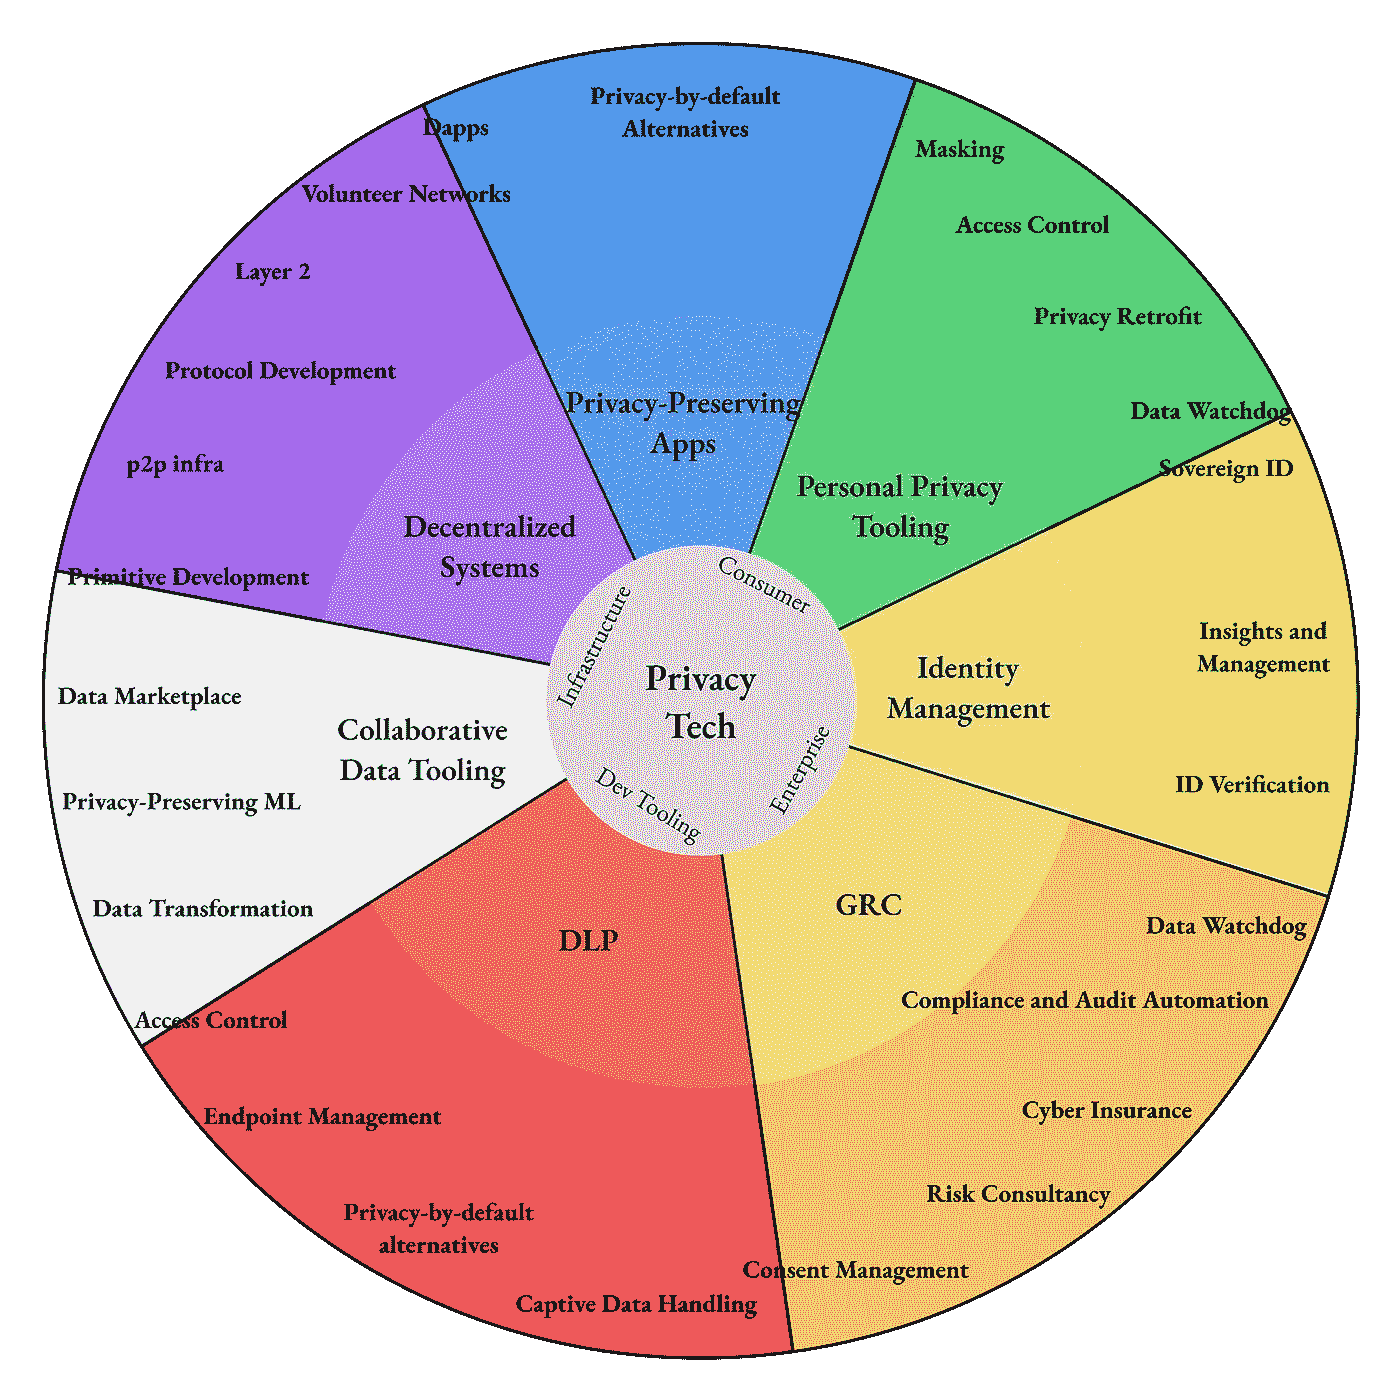 Privacy-by-default
Alternatives
Dapps
Masking
Volunteer Networks
Access Control
Layer 2
Privacy Retrofit
Protocol Development
Privacy-Preserving
Apps
Data Watchdog
p2p infra
Sovereign ID
Personal Privacy
Tooling
Decentralized
Systems
Primitive Development
Consumer
Infrastructure
Insights and
Management
Identity
Management
Privacy
Tech
Data Marketplace
Collaborative
Data Tooling
Enterprise
Dev Tooling
ID Verification
Privacy-Preserving ML
Data Transformation
GRC
DLP
Data Watchdog
Compliance and Audit Automation
Access Control
Endpoint Management
Cyber Insurance
Risk Consultancy
Privacy-by-default
alternatives
Consent Management
Captive Data Handling